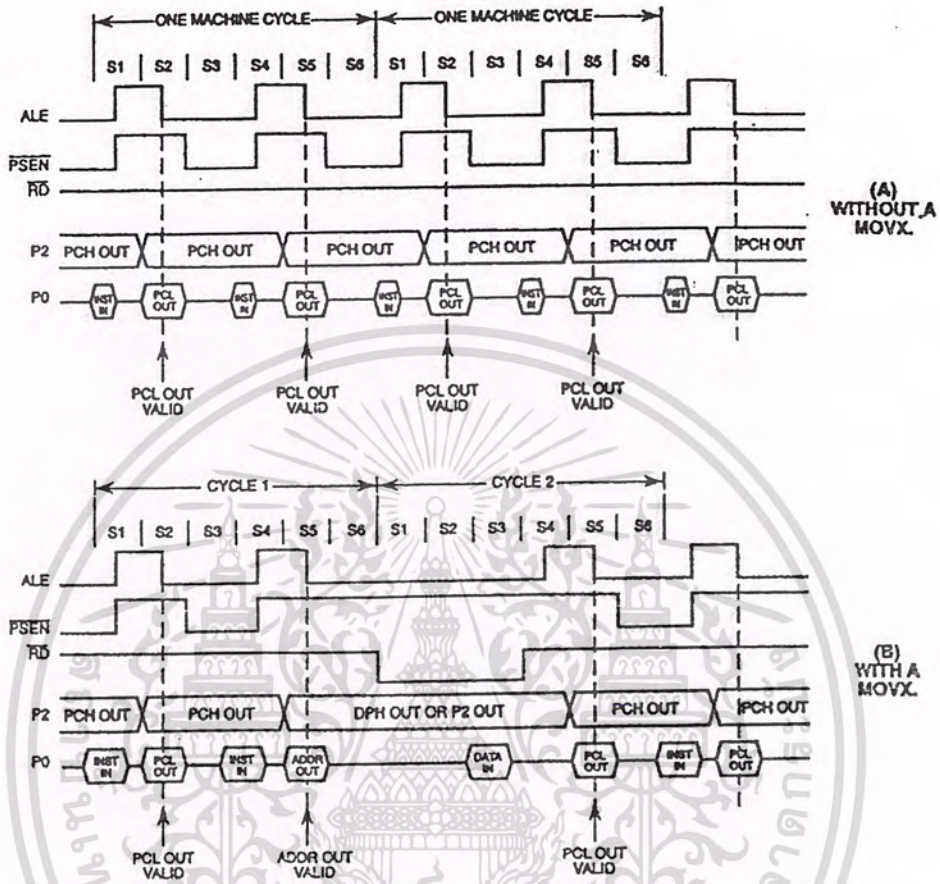 ONE MACHINE CYCLE ONE MACHINE CYCLE
S1 S2 S3 S4 S5 S6 S1 S2 S3 S4 S5 S6
ALE
PSEN
RD
(A)
WITHOUT A
MOVX.
P2 PCH OUT PCH OUT PCH OUT PCH OUT PCH OUT PCH OUT
P0 INST IN PCL OUT INST IN PCL OUT INST IN PCL OUT INST IN PCL OUT INST IN PCL OUT
PCL OUT VALID PCL OUT VALID PCL OUT VALID PCL OUT VALID
CYCLE 1 CYCLE 2
S1 S2 S3 S4 S5 S6 S1 S2 S3 S4 S5 S6
ALE
PSEN
RD
(B)
WITH A
MOVX.
P2 PCH OUT PCH OUT DPH OUT OR P2 OUT PCH OUT PCH OUT
P0 INST IN PCL OUT INST IN ADDR OUT DATA IN PCL OUT INST IN PCL OUT
PCL OUT VALID ADDR OUT VALID PCL OUT VALID